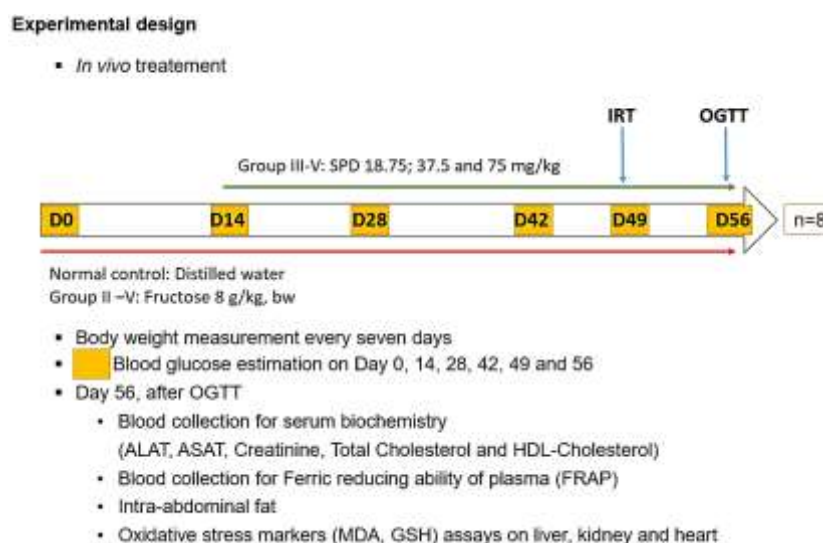 Experimental design
▪ In vivo treatement
IRT OGTT
Group III-V: SPD 18.75; 37.5 and 75 mg/kg
D0 D14 D28 D42 D49 D56 n=8
Normal control: Distilled water
Group II –V: Fructose 8 g/kg, bw
▪ Body weight measurement every seven days
▪ Blood glucose estimation on Day 0, 14, 28, 42, 49 and 56
▪ Day 56, after OGTT
• Blood collection for serum biochemistry
(ALAT, ASAT, Creatinine, Total Cholesterol and HDL-Cholesterol)
• Blood collection for Ferric reducing ability of plasma (FRAP)
• Intra-abdominal fat
• Oxidative stress markers (MDA, GSH) assays on liver, kidney and heart